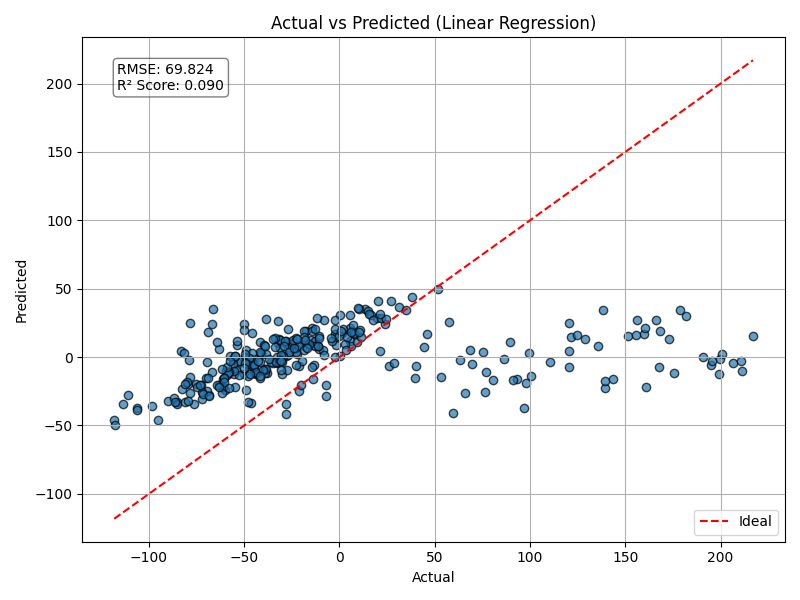 Actual vs Predicted (Linear Regression)
RMSE: 69.824
R² Score: 0.090
200
150
100
50
0
−50
−100
Predicted
Ideal
−100 −50 0 50 100 150 200
Actual